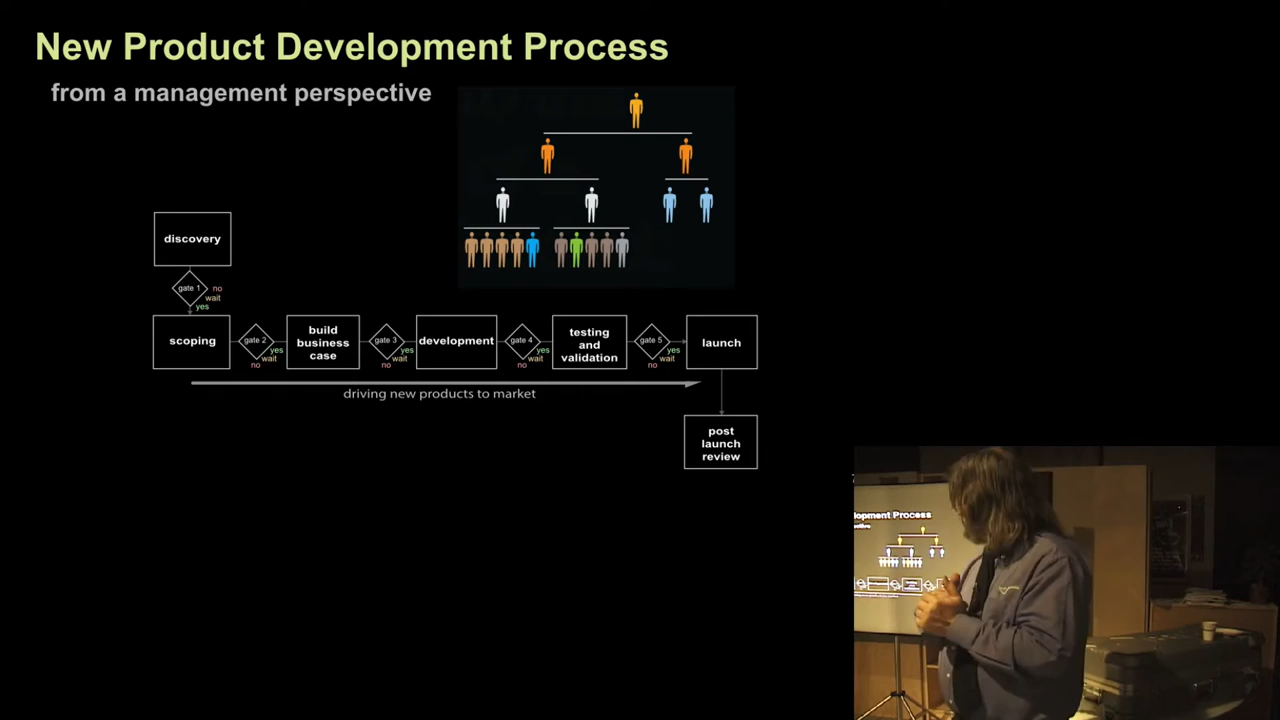 New Product Development Process
from a management perspective
discovery
gate 1
no
wait
yes
scoping
gate 2
yes
wait
no
build
business
case
gate 3
yes
wait
no
development
gate 4
yes
wait
no
testing
and
validation
gate 5
yes
wait
no
launch
driving new products to market
post
launch
review
lopment Process